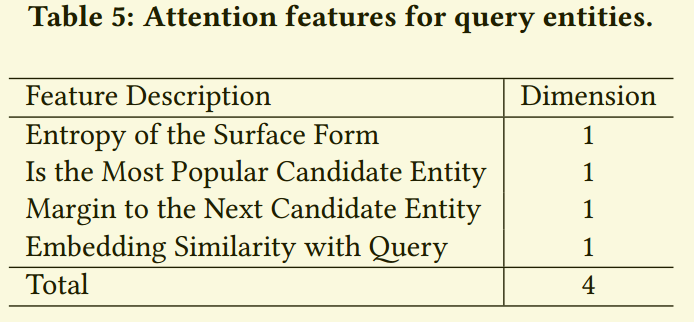 Table 5: Attention features for query entities.
Feature Description Dimension
Entropy of the Surface Form 1
Is the Most Popular Candidate Entity 1
Margin to the Next Candidate Entity 1
Embedding Similarity with Query 1
Total 4